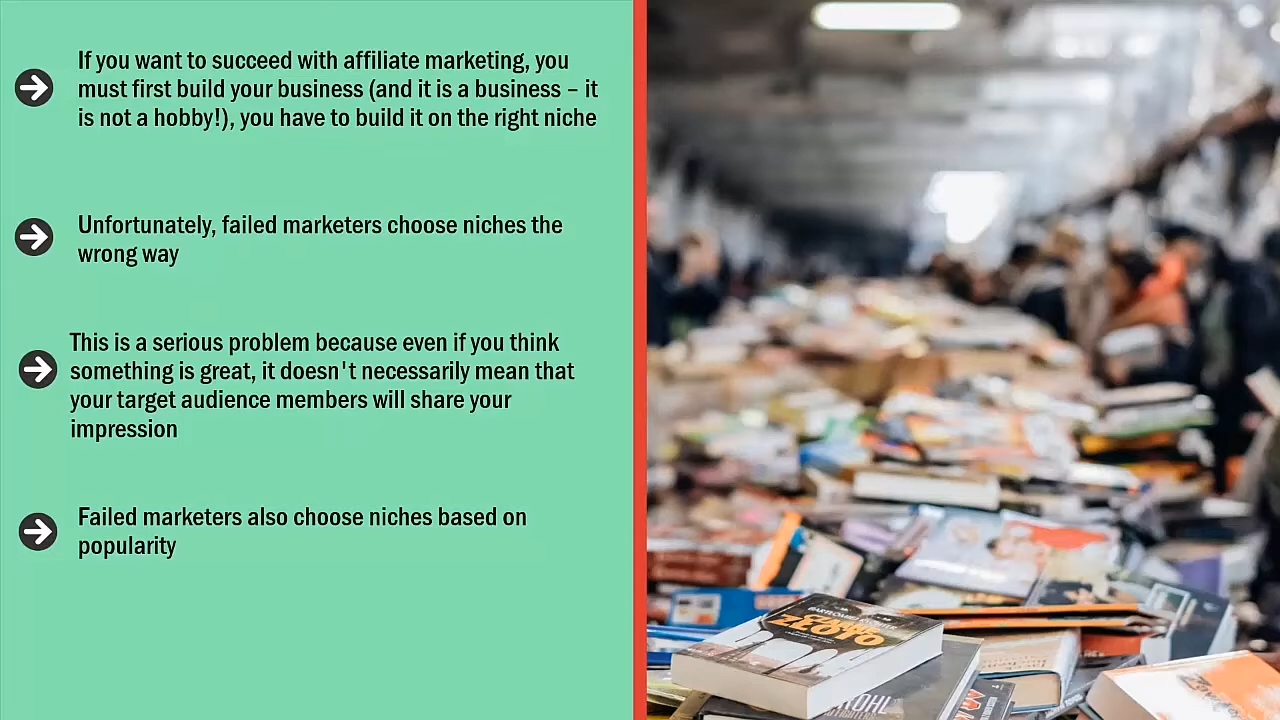 If you want to succeed with affiliate marketing, you
must first build your business (and it is a business – it
is not a hobby!), you have to build it on the right niche
Unfortunately, failed marketers choose niches the
wrong way
This is a serious problem because even if you think
something is great, it doesn't necessarily mean that
your target audience members will share your
impression
Failed marketers also choose niches based on
popularity
CZARNE
ZŁOTO